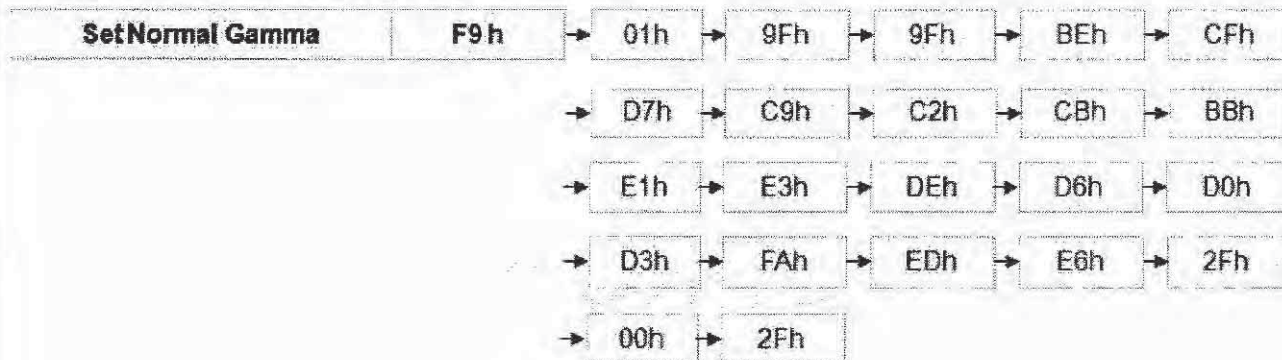 Set Normal Gamma F9h 01h 9Fh 9Fh BEh CFh
D7h C9h C2h CBh BBh
E1h E3h DEh D6h D0h
D3h FAh EDh E6h 2Fh
00h 2Fh